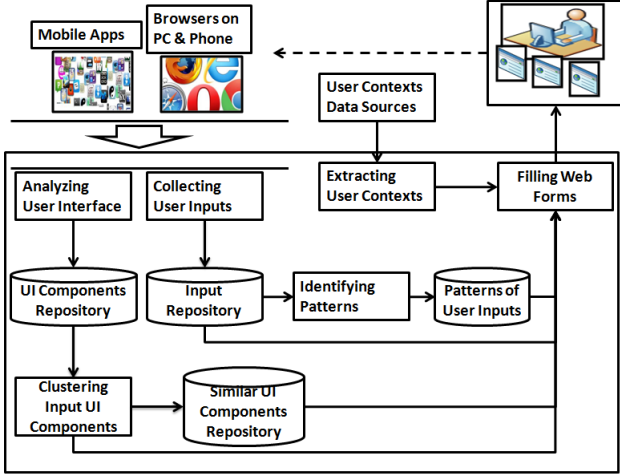 Mobile Apps
Browsers on
PC & Phone
User Contexts
Data Sources
Analyzing
User Interface
Collecting
User Inputs
Extracting
User Contexts
Filling Web
Forms
UI Components
Repository
Input
Repository
Identifying
Patterns
Patterns of
User Inputs
Clustering
Input UI
Components
Similar UI
Components
Repository